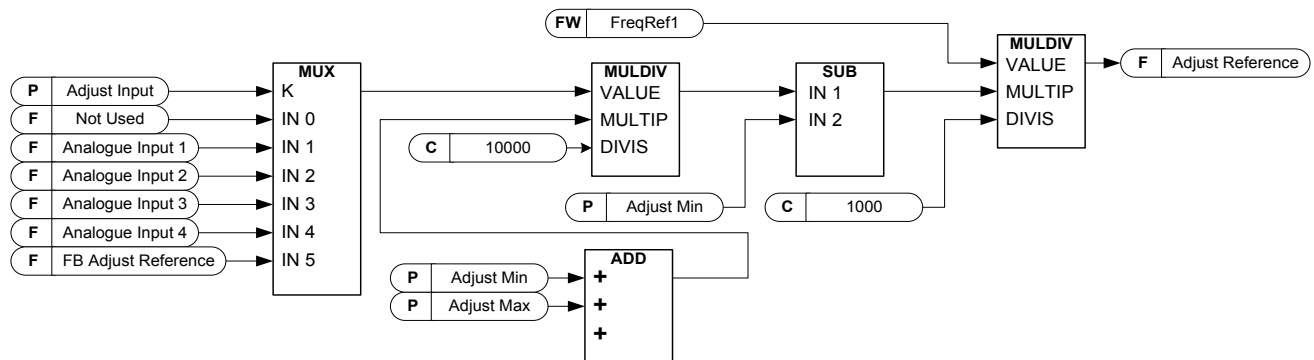 FW FreqRef1
MUX
P Adjust Input
F Not Used
F Analogue Input 1
F Analogue Input 2
F Analogue Input 3
F Analogue Input 4
F FB Adjust Reference
K
IN 0
IN 1
IN 2
IN 3
IN 4
IN 5
MULDIV
VALUE
MULTIP
DIVIS
C 10000
SUB
IN 1
IN 2
P Adjust Min
C 1000
MULDIV
VALUE
MULTIP
DIVIS
F Adjust Reference
ADD
P Adjust Min
P Adjust Max
+
+
+